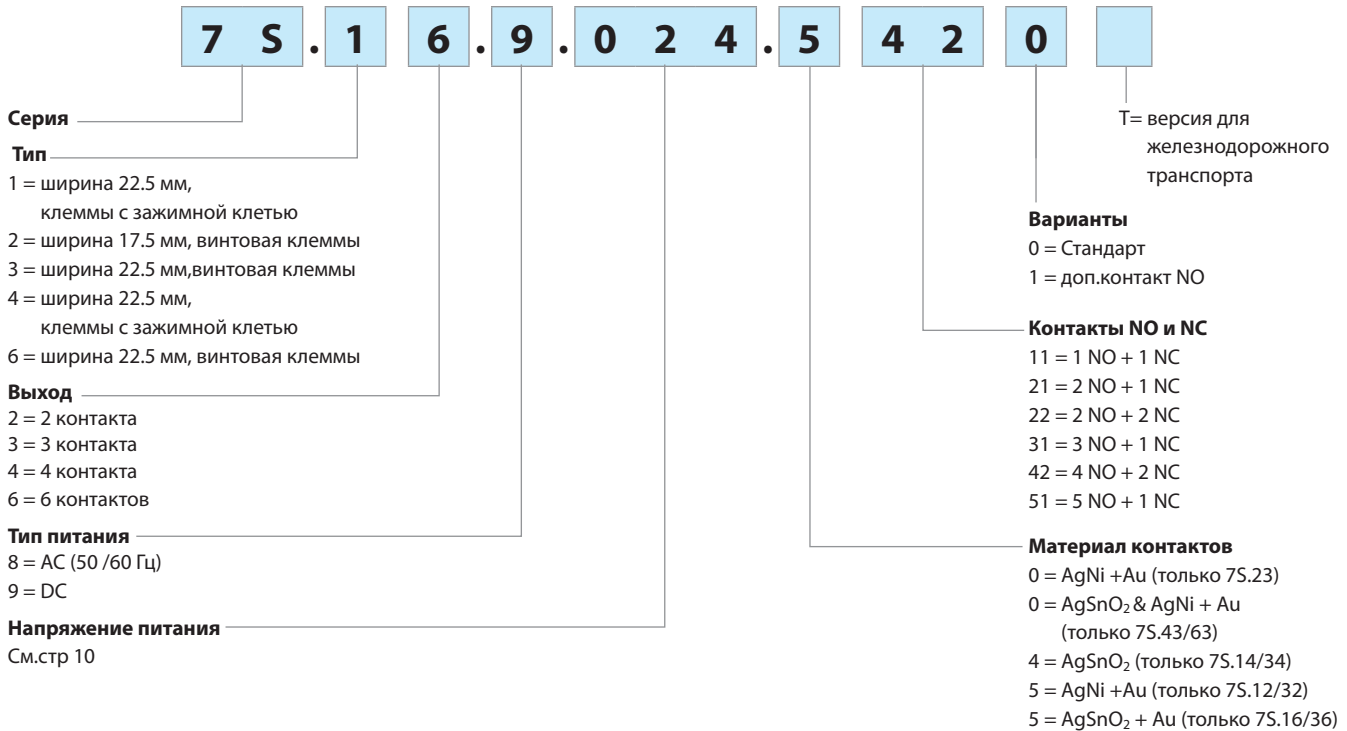 7 S . 1 6 . 9 . 0 2 4 . 5 4 2 0
Серия
Тип
1 = ширина 22.5 мм,
клеммы с зажимной клетью
2 = ширина 17.5 мм, винтовая клеммы
3 = ширина 22.5 мм,винтовая клеммы
4 = ширина 22.5 мм,
клеммы с зажимной клетью
6 = ширина 22.5 мм, винтовая клеммы
Выход
2 = 2 контакта
3 = 3 контакта
4 = 4 контакта
6 = 6 контактов
Тип питания
8 = AC (50 /60 Гц)
9 = DC
Напряжение питания
См.стр 10
T= версия для
железнодорожного
транспорта
Варианты
0 = Стандарт
1 = доп.контакт NO
Контакты NO и NC
11 = 1 NO + 1 NC
21 = 2 NO + 1 NC
22 = 2 NO + 2 NC
31 = 3 NO + 1 NC
42 = 4 NO + 2 NC
51 = 5 NO + 1 NC
Материал контактов
0 = AgNi +Au (только 7S.23)
0 = AgSnO₂ & AgNi + Au
(только 7S.43/63)
4 = AgSnO₂ (только 7S.14/34)
5 = AgNi +Au (только 7S.12/32)
5 = AgSnO₂ + Au (только 7S.16/36)